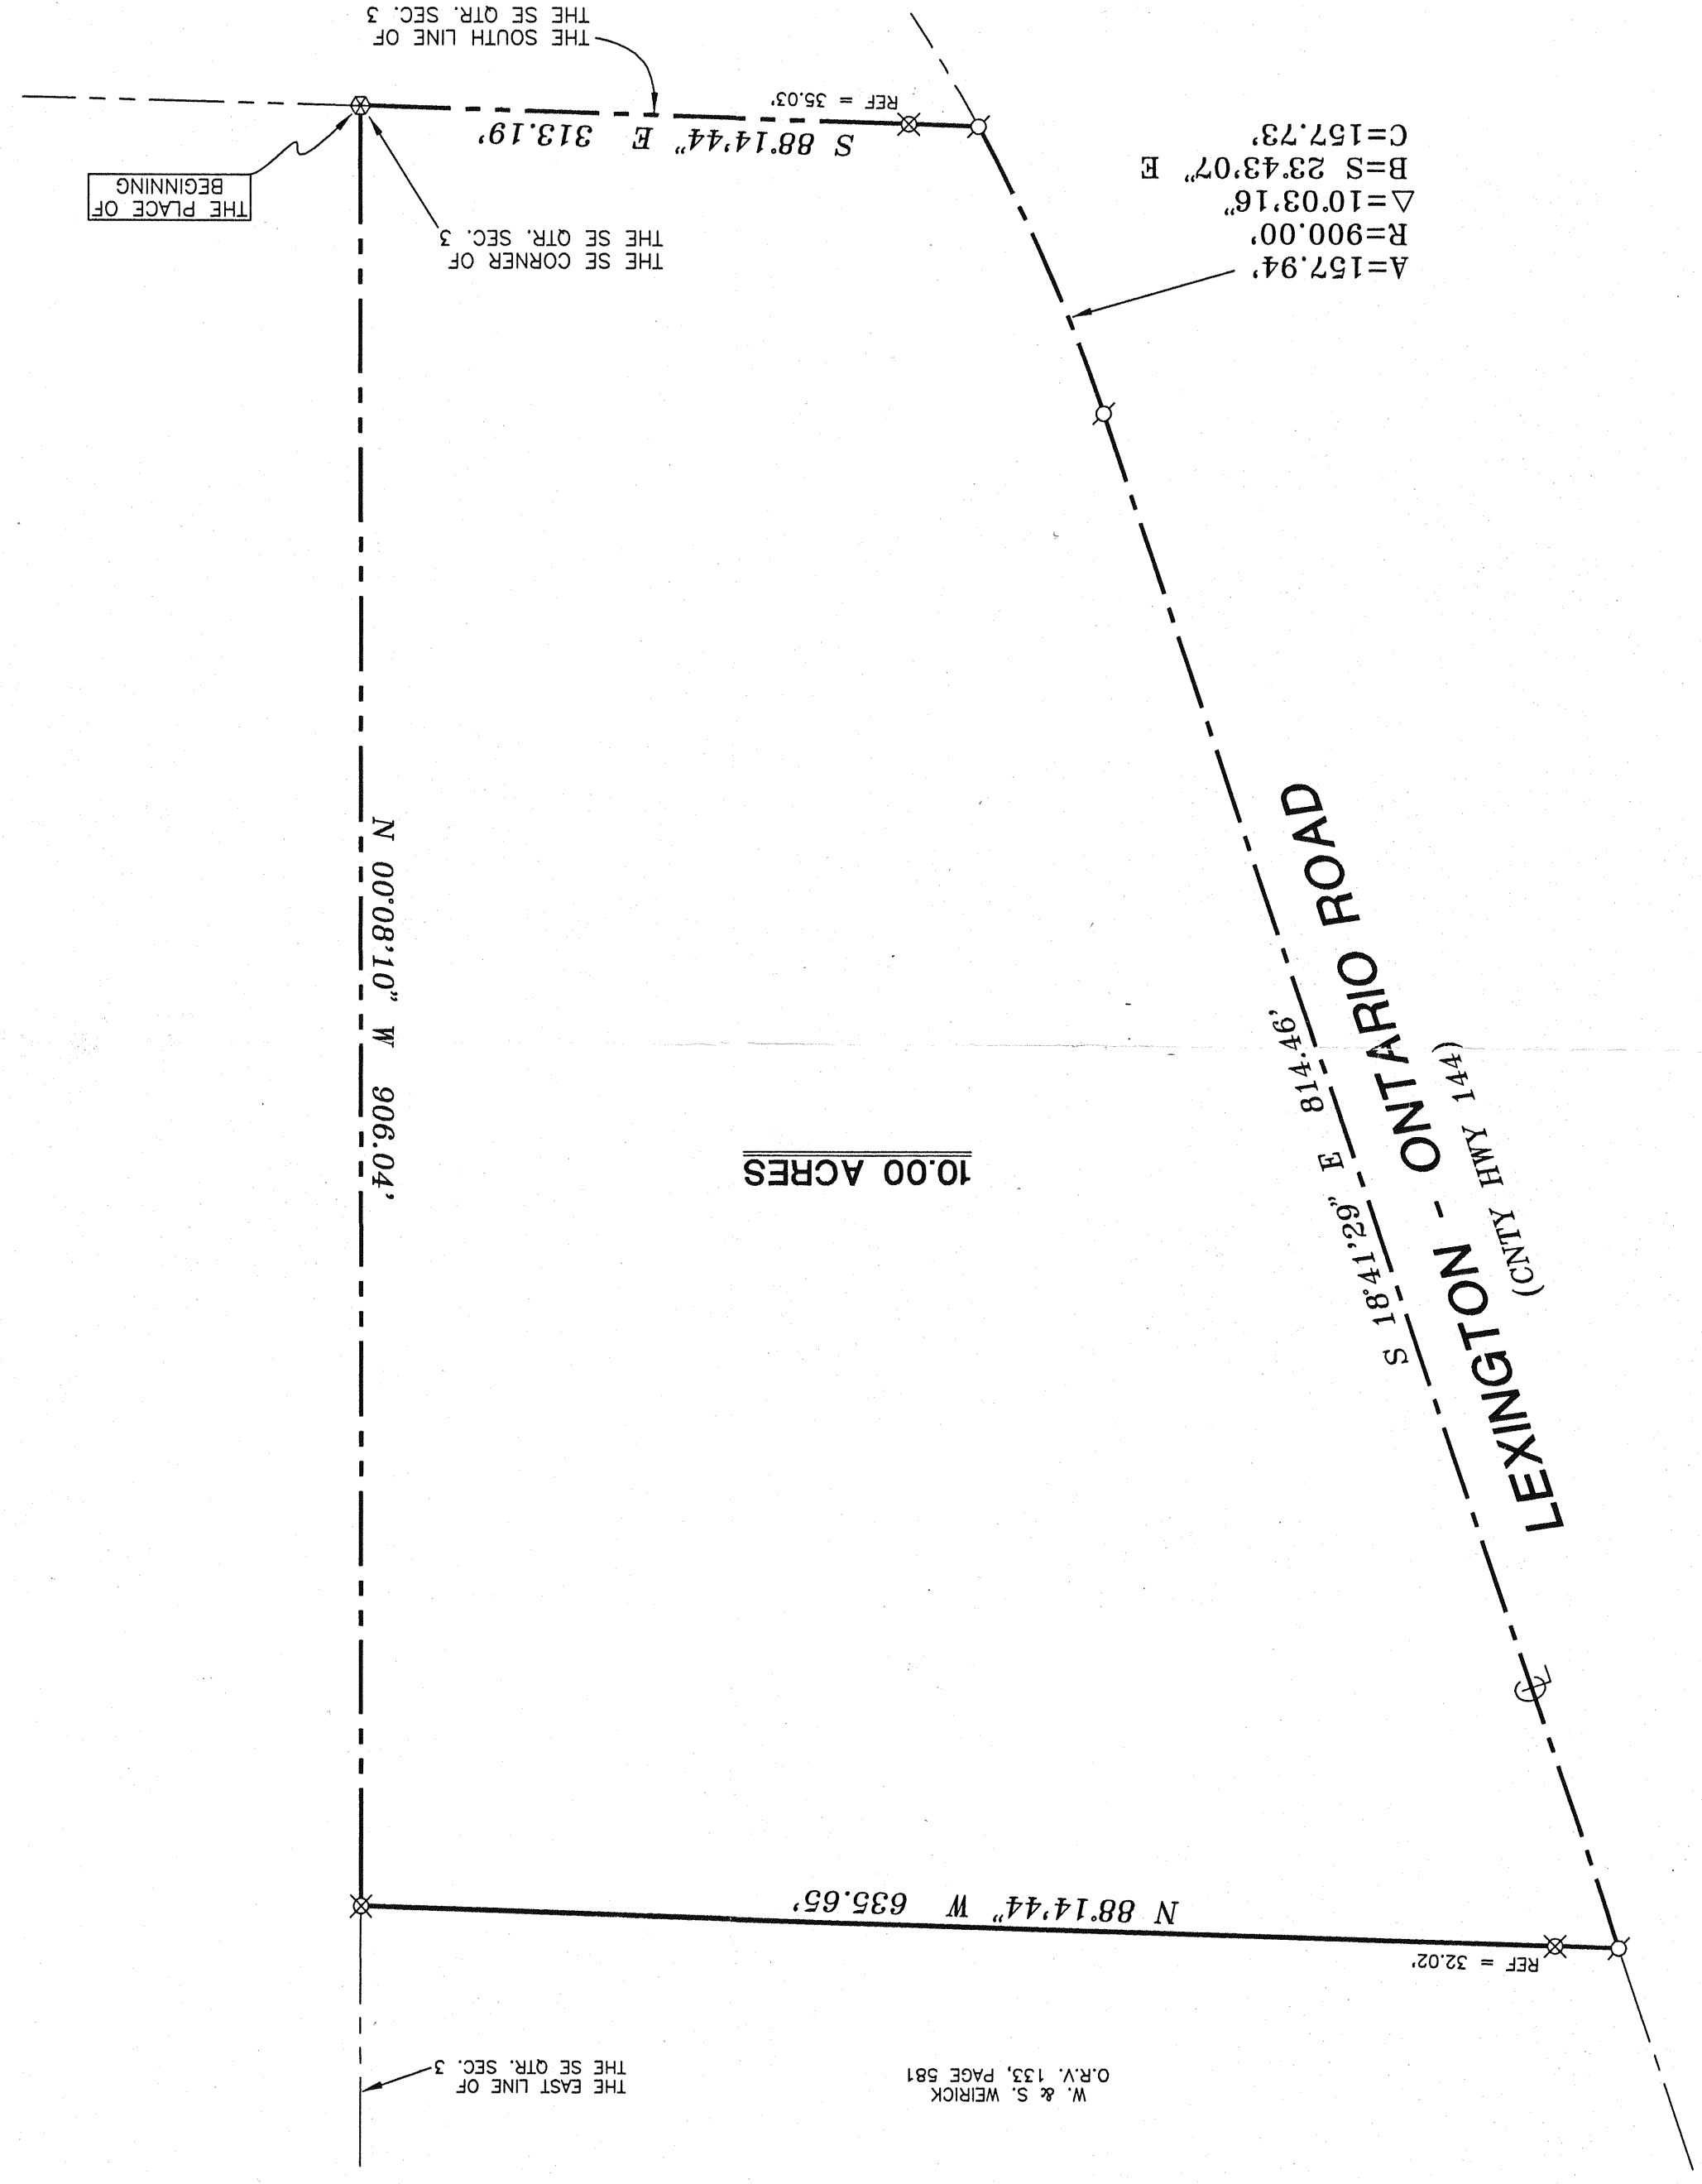 W. & S. WEIRICK
O.R.V. 133, PAGE 581
THE EAST LINE OF
THE SE QTR. SEC. 3
REF = 32.02'
N 88°14'44" W 635.65'
LEXINGTON - ONTARIO ROAD
(CNTY HWY 144)
S 18°41'29" E 814.46'
10.00 ACRES
N 00°08'10" W 906.04'
A=157.94'
R=900.00'
△=10°03'16"
B=S 23°43'07" E
C=157.73'
THE SE CORNER OF
THE SE QTR. SEC. 3
THE PLACE OF
BEGINNING
S 88°14'44" E 313.19'
REF = 35.03'
THE SOUTH LINE OF
THE SE QTR. SEC. 3